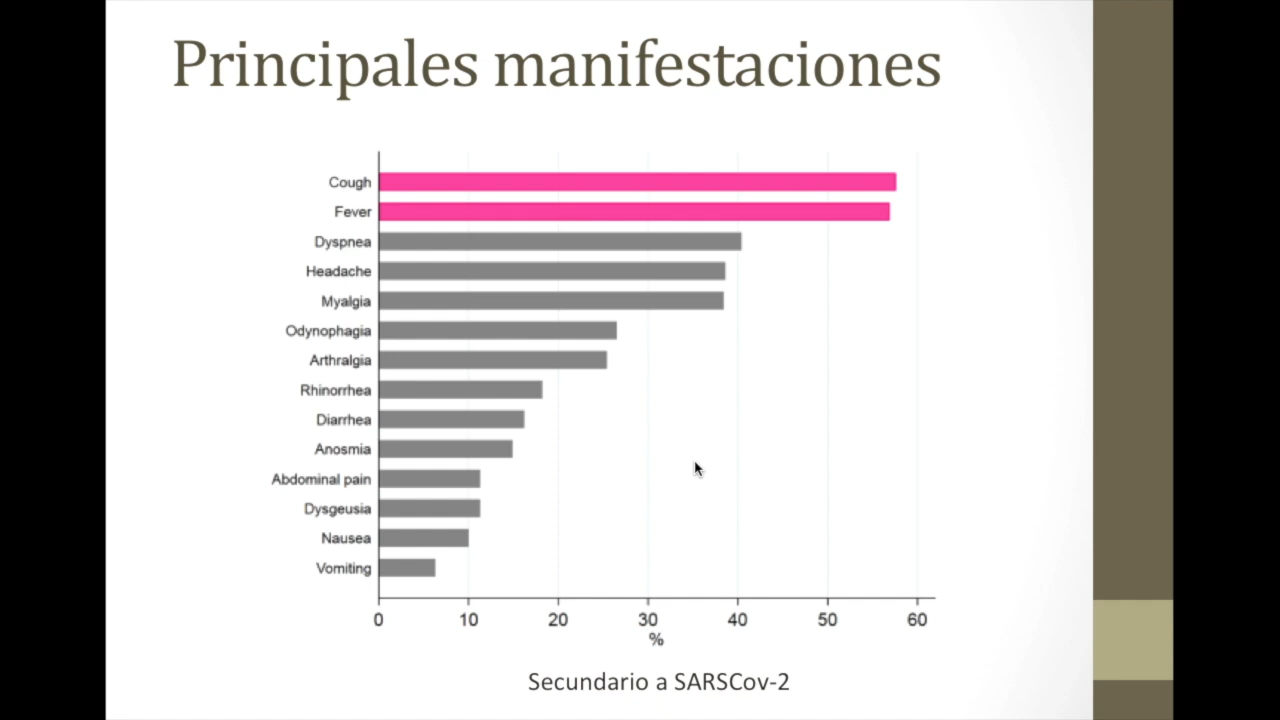 Principales manifestaciones
Cough
Fever
Dyspnea
Headache
Myalgia
Odynophagia
Arthralgia
Rhinorrhea
Diarrhea
Anosmia
Abdominal pain
Dysgeusia
Nausea
Vomiting
0 10 20 30 40 50 60
%
Secundario a SARSCov-2